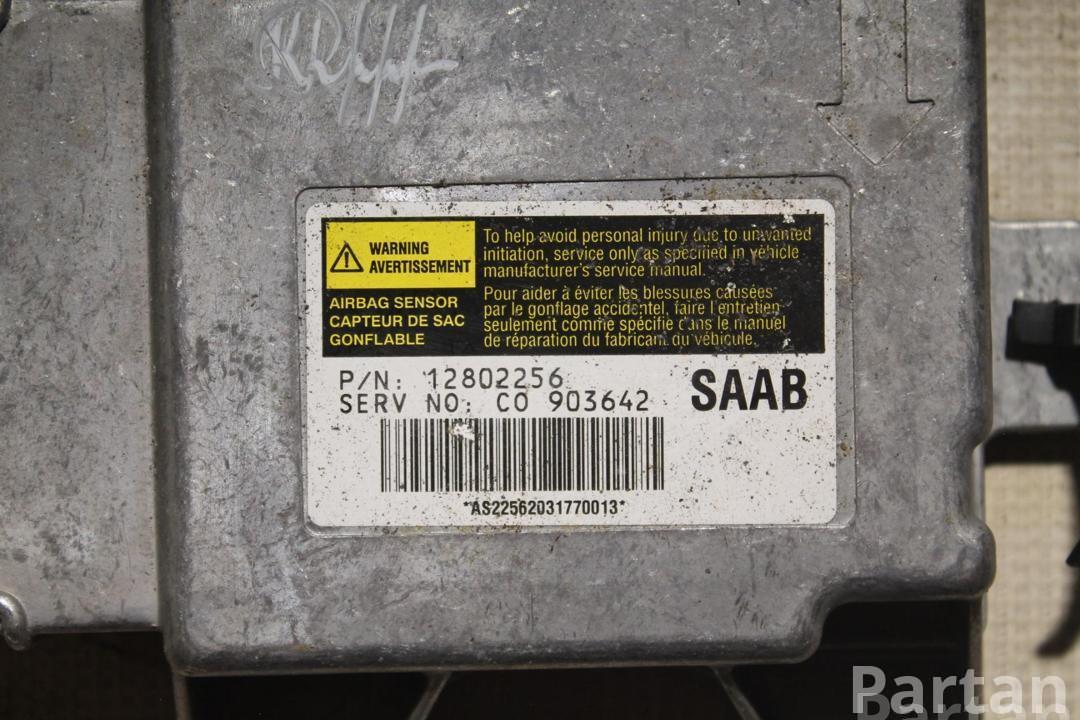 WARNING
AVERTISSEMENT
AIRBAG SENSOR
CAPTEUR DE SAC
GONFLABLE
To help avoid personal injury due to unwanted
initiation, service only as specified in vehicle
manufacturer's service manual.
Pour aider à éviter les blessures causées
par le gonflage accidentel, faire l'entretien
seulement comme spécifié dans le manuel
de réparation du fabricant du véhicule.
P/N: 12802256
SERV NO: CO 903642
SAAB
*AS22562031770013*
Partan